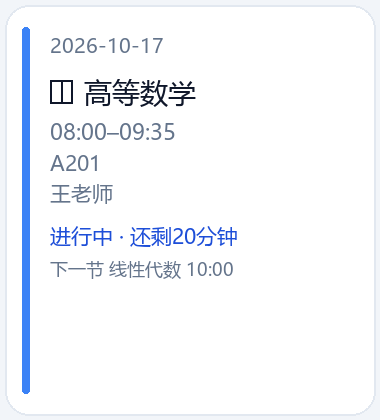 2026-10-17
高等数学
08:00–09:35
A201
王老师
进行中 · 还剩20分钟
下一节 线性代数 10:00